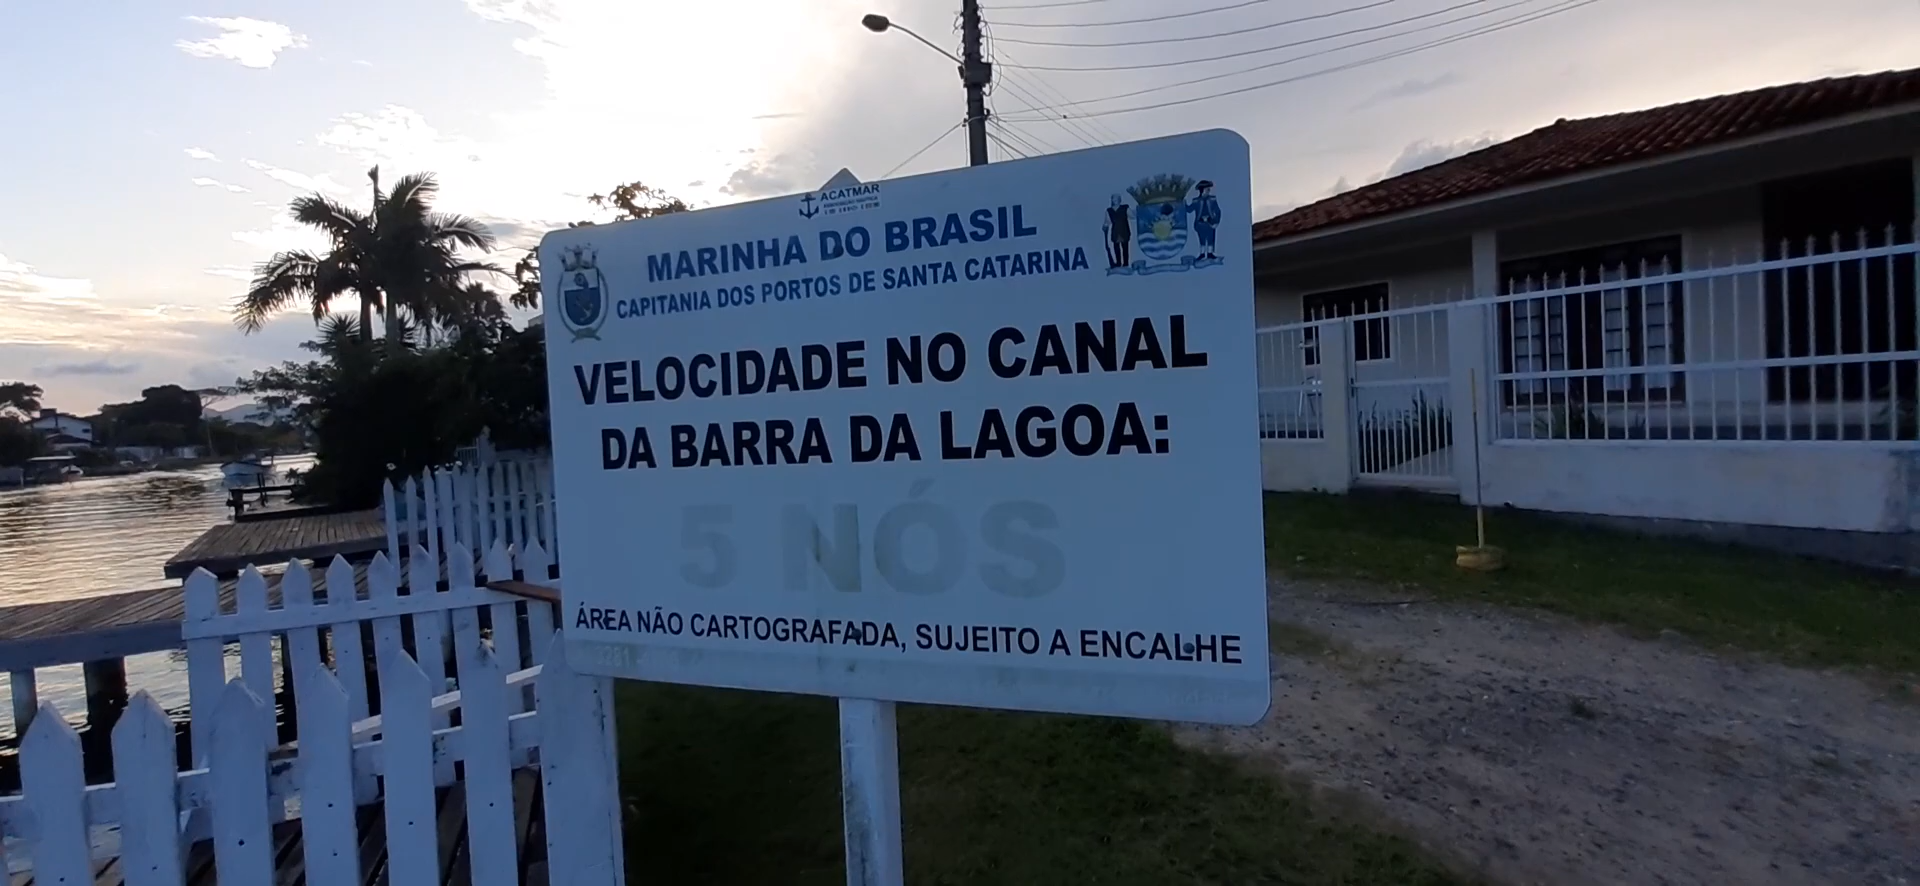 ACATMAR
MARINHA DO BRASIL
CAPITANIA DOS PORTOS DE SANTA CATARINA
VELOCIDADE NO CANAL
DA BARRA DA LAGOA:
5 NÓS
ÁREA NÃO CARTOGRAFADA, SUJEITO A ENCALHE